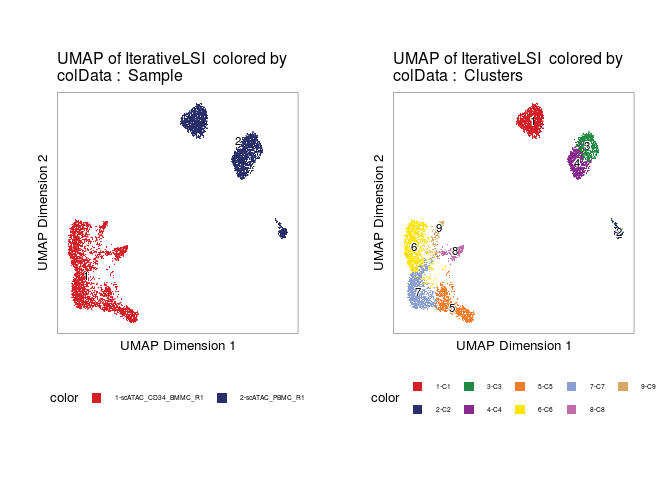 UMAP of IterativeLSI colored by
colData : Sample
2
1
UMAP Dimension 2
UMAP Dimension 1
color
1-scATAC_CD34_BMMC_R1
2-scATAC_PBMC_R1
UMAP of IterativeLSI colored by
colData : Clusters
1
3
4
2
9
6
8
7
5
UMAP Dimension 2
UMAP Dimension 1
color
1-C1
3-C3
5-C5
7-C7
9-C9
2-C2
4-C4
6-C6
8-C8